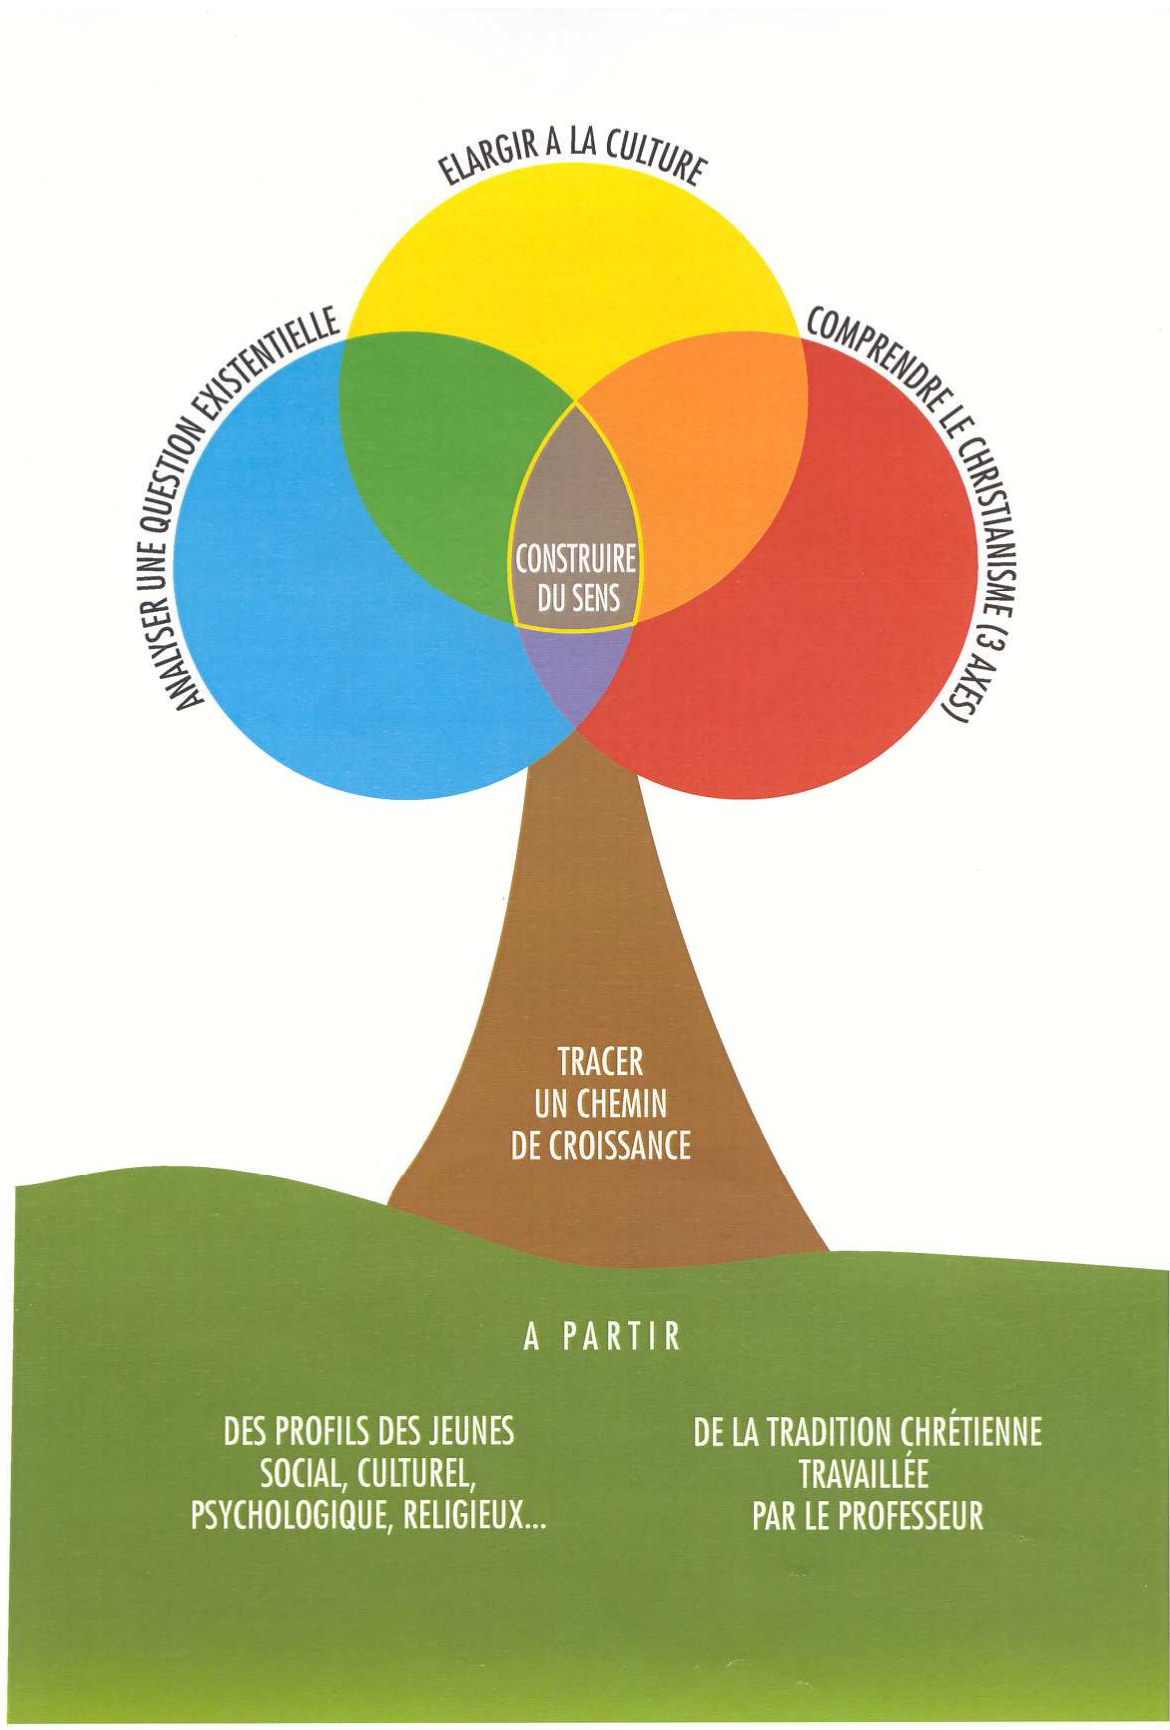 ELARGIR A LA CULTURE
ANALYSER UNE QUESTION EXISTENTIELLE
COMPRENDRE LE CHRISTIANISME (3 AXES)
CONSTRUIRE
DU SENS
TRACER
UN CHEMIN
DE CROISSANCE
A PARTIR
DES PROFILS DES JEUNES
SOCIAL, CULTUREL,
PSYCHOLOGIQUE, RELIGIEUX...
DE LA TRADITION CHRÉTIENNE
TRAVAILLÉE
PAR LE PROFESSEUR